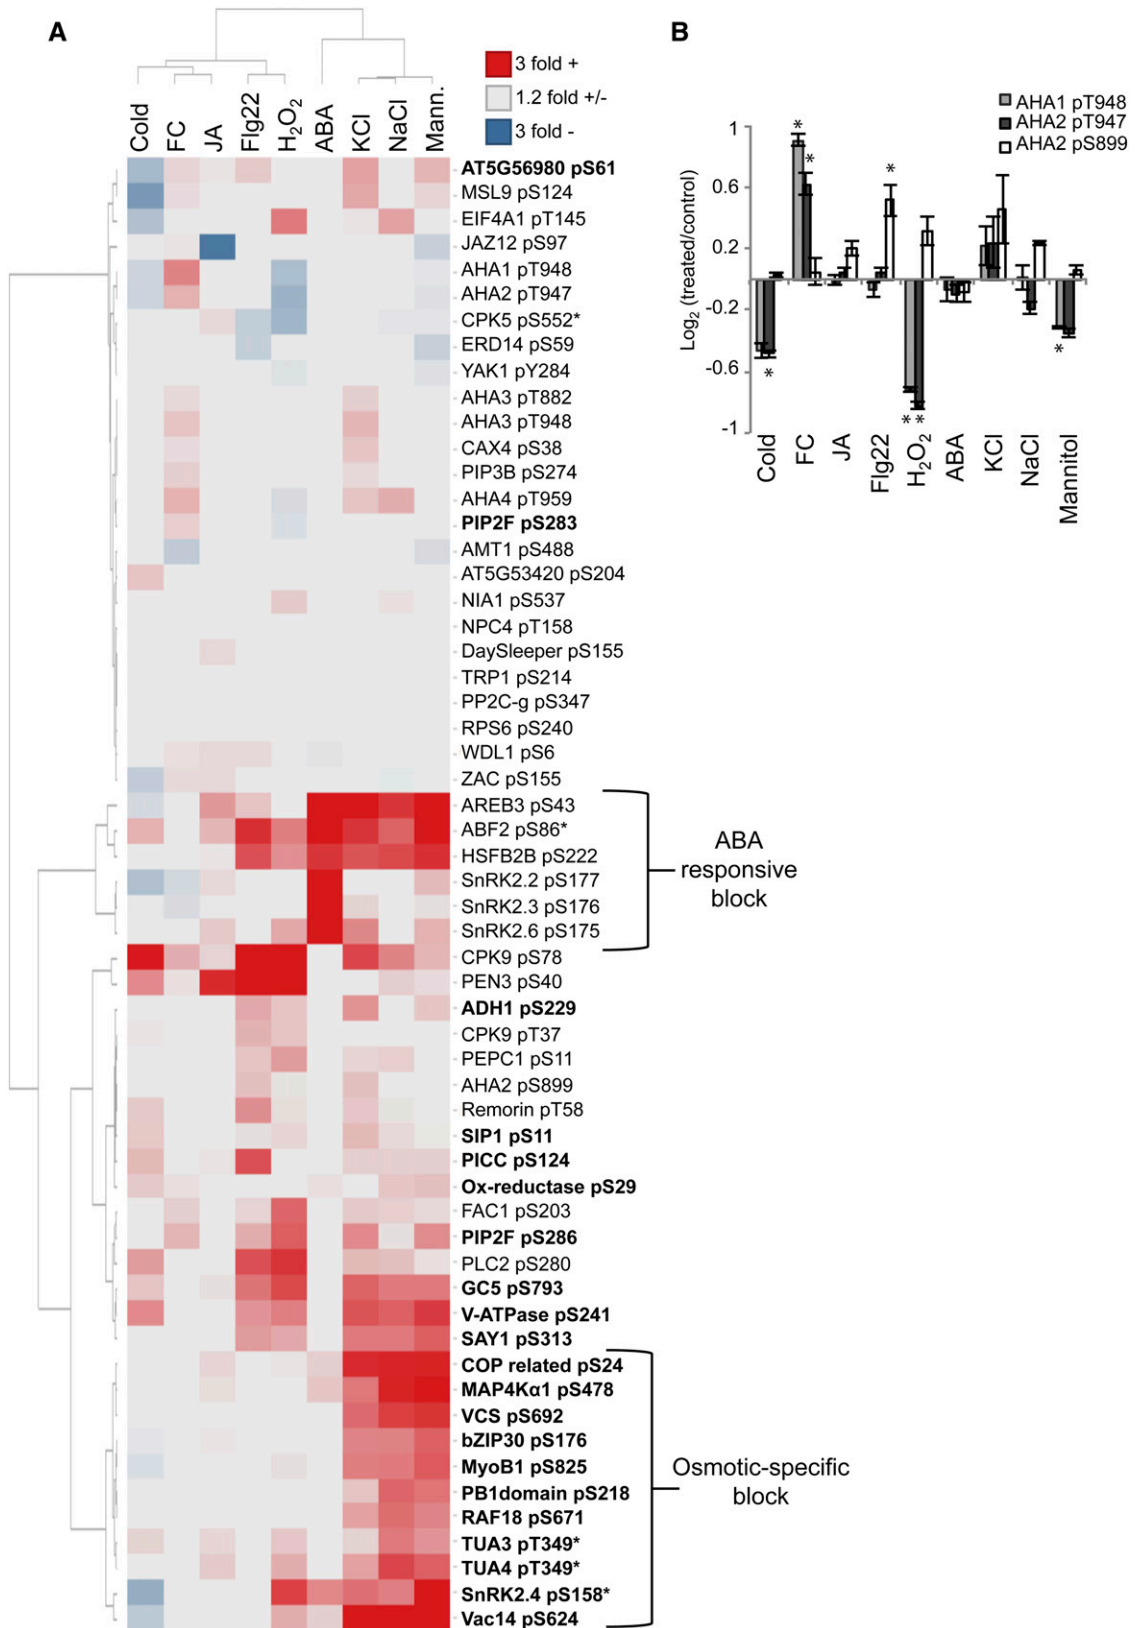 A
3 fold +
1.2 fold +/-
3 fold -
Cold
FC
JA
Flg22
H2O2
ABA
KCl
NaCl
Mann.
AT5G56980 pS61
MSL9 pS124
EIF4A1 pT145
JAZ12 pS97
AHA1 pT948
AHA2 pT947
CPK5 pS552*
ERD14 pS59
YAK1 pY284
AHA3 pT882
AHA3 pT948
CAX4 pS38
PIP3B pS274
AHA4 pT959
PIP2F pS283
AMT1 pS488
AT5G53420 pS204
NIA1 pS537
NPC4 pT158
DaySleeper pS155
TRP1 pS214
PP2C-g pS347
RPS6 pS240
WDL1 pS6
ZAC pS155
AREB3 pS43
ABF2 pS86*
HSFB2B pS222
SnRK2.2 pS177
SnRK2.3 pS176
SnRK2.6 pS175
CPK9 pS78
PEN3 pS40
ADH1 pS229
CPK9 pT37
PEPC1 pS11
AHA2 pS899
Remorin pT58
SIP1 pS11
PICC pS124
Ox-reductase pS29
FAC1 pS203
PIP2F pS286
PLC2 pS280
GC5 pS793
V-ATPase pS241
SAY1 pS313
COP related pS24
MAP4Kα1 pS478
VCS pS692
bZIP30 pS176
MyoB1 pS825
PB1domain pS218
RAF18 pS671
TUA3 pT349*
TUA4 pT349*
SnRK2.4 pS158*
Vac14 pS624
ABA
responsive
block
Osmotic-specific
block
B
AHA1 pT948
AHA2 pT947
AHA2 pS899
Log2 (treated/control)
1
0.6
0.2
-0.2
-0.6
-1
*
*
*
*
*
*
*
Cold
FC
JA
Flg22
H2O2
ABA
KCl
NaCl
Mannitol